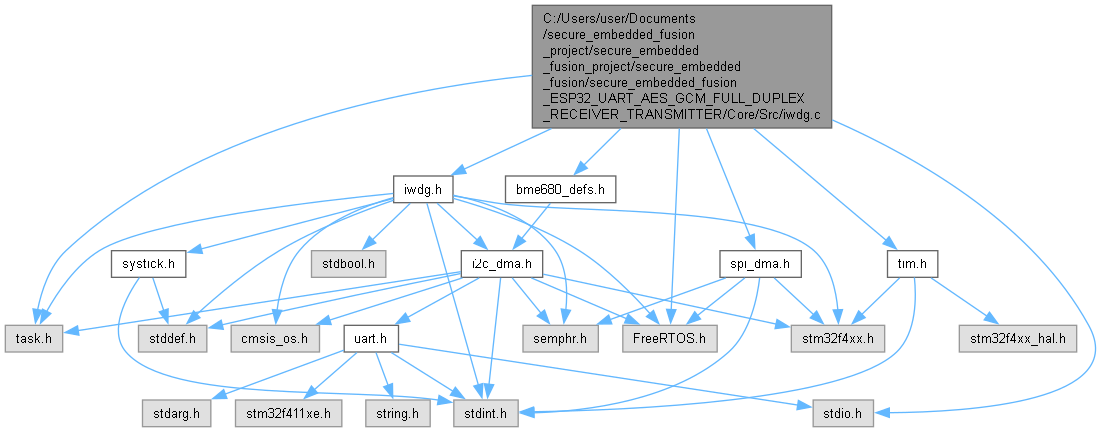 C:/Users/user/Documents
/secure_embedded_fusion
_project/secure_embedded
_fusion_project/secure_embedded
_fusion/secure_embedded_fusion
_ESP32_UART_AES_GCM_FULL_DUPLEX
_RECEIVER_TRANSMITTER/Core/Src/iwdg.c
iwdg.h
bme680_defs.h
systick.h
stdbool.h
i2c_dma.h
spi_dma.h
tim.h
task.h
stddef.h
cmsis_os.h
uart.h
semphr.h
FreeRTOS.h
stm32f4xx.h
stm32f4xx_hal.h
stdarg.h
stm32f411xe.h
string.h
stdint.h
stdio.h